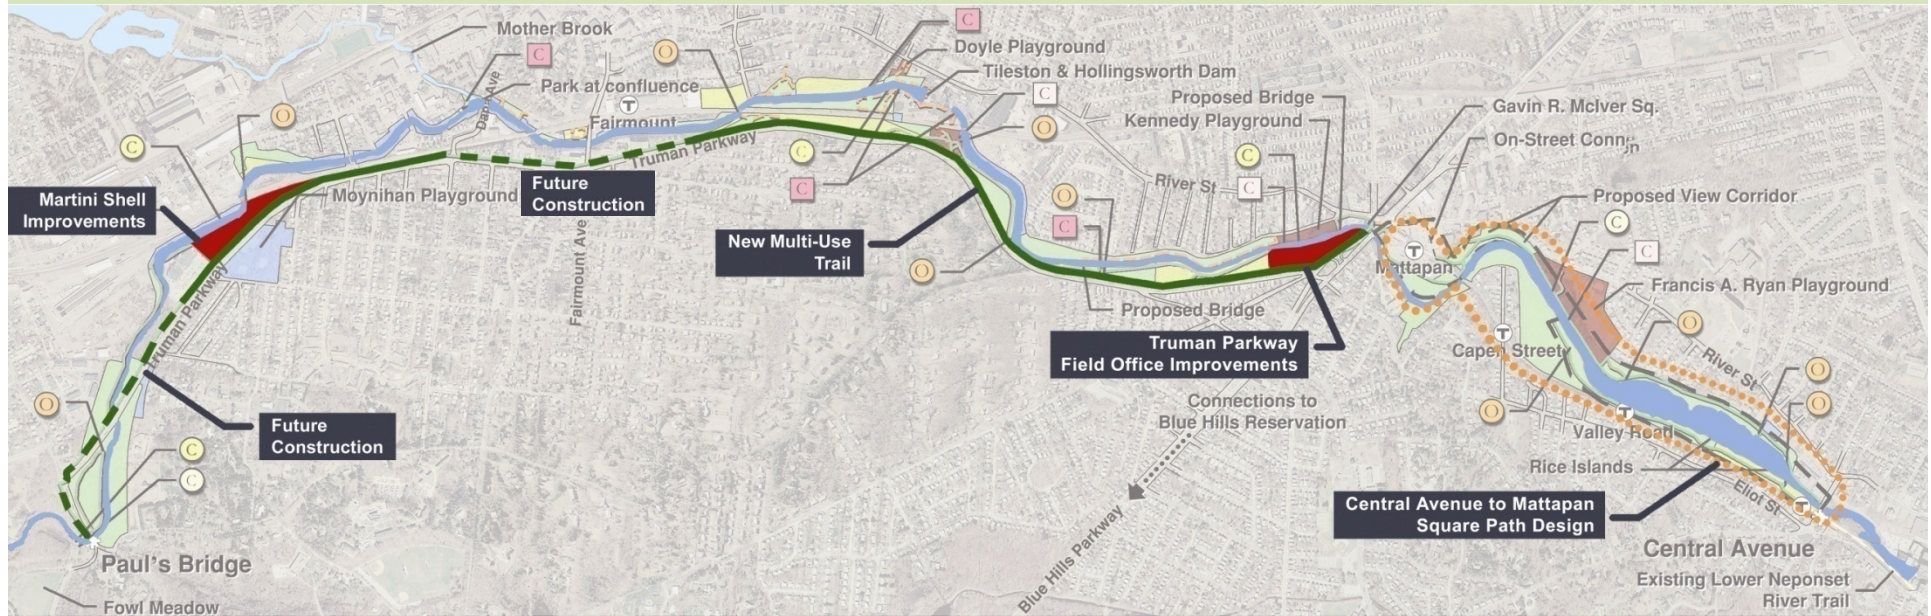 Mother Brook
C
O
C
Doyle Playground
Tileston & Hollingsworth Dam
Park at confluence
Dana Ave
T
Fairmount
C
Proposed Bridge
Kennedy Playground
Gavin R. McIver Sq.
On-Street Conn
O
O
C
Truman Parkway
C
C
C
River St
C
Martini Shell
Improvements
Moynihan Playground
Future
Construction
O
C
Proposed View Corridor
C
New Multi-Use
Trail
O
Fairmount Ave
T
Mattapan
C
Francis A. Ryan Playground
Truman Parkway
Proposed Bridge
Truman Parkway
Field Office Improvements
T
Capen Street
O
River St
O
O
O
O
Connections to
Blue Hills Reservation
T
Valley Road
Future
Construction
C
C
Rice Islands
Eliot St
T
Central Avenue to Mattapan
Square Path Design
Blue Hills Parkway
Paul's Bridge
Fowl Meadow
Central Avenue
Existing Lower Neponset
River Trail